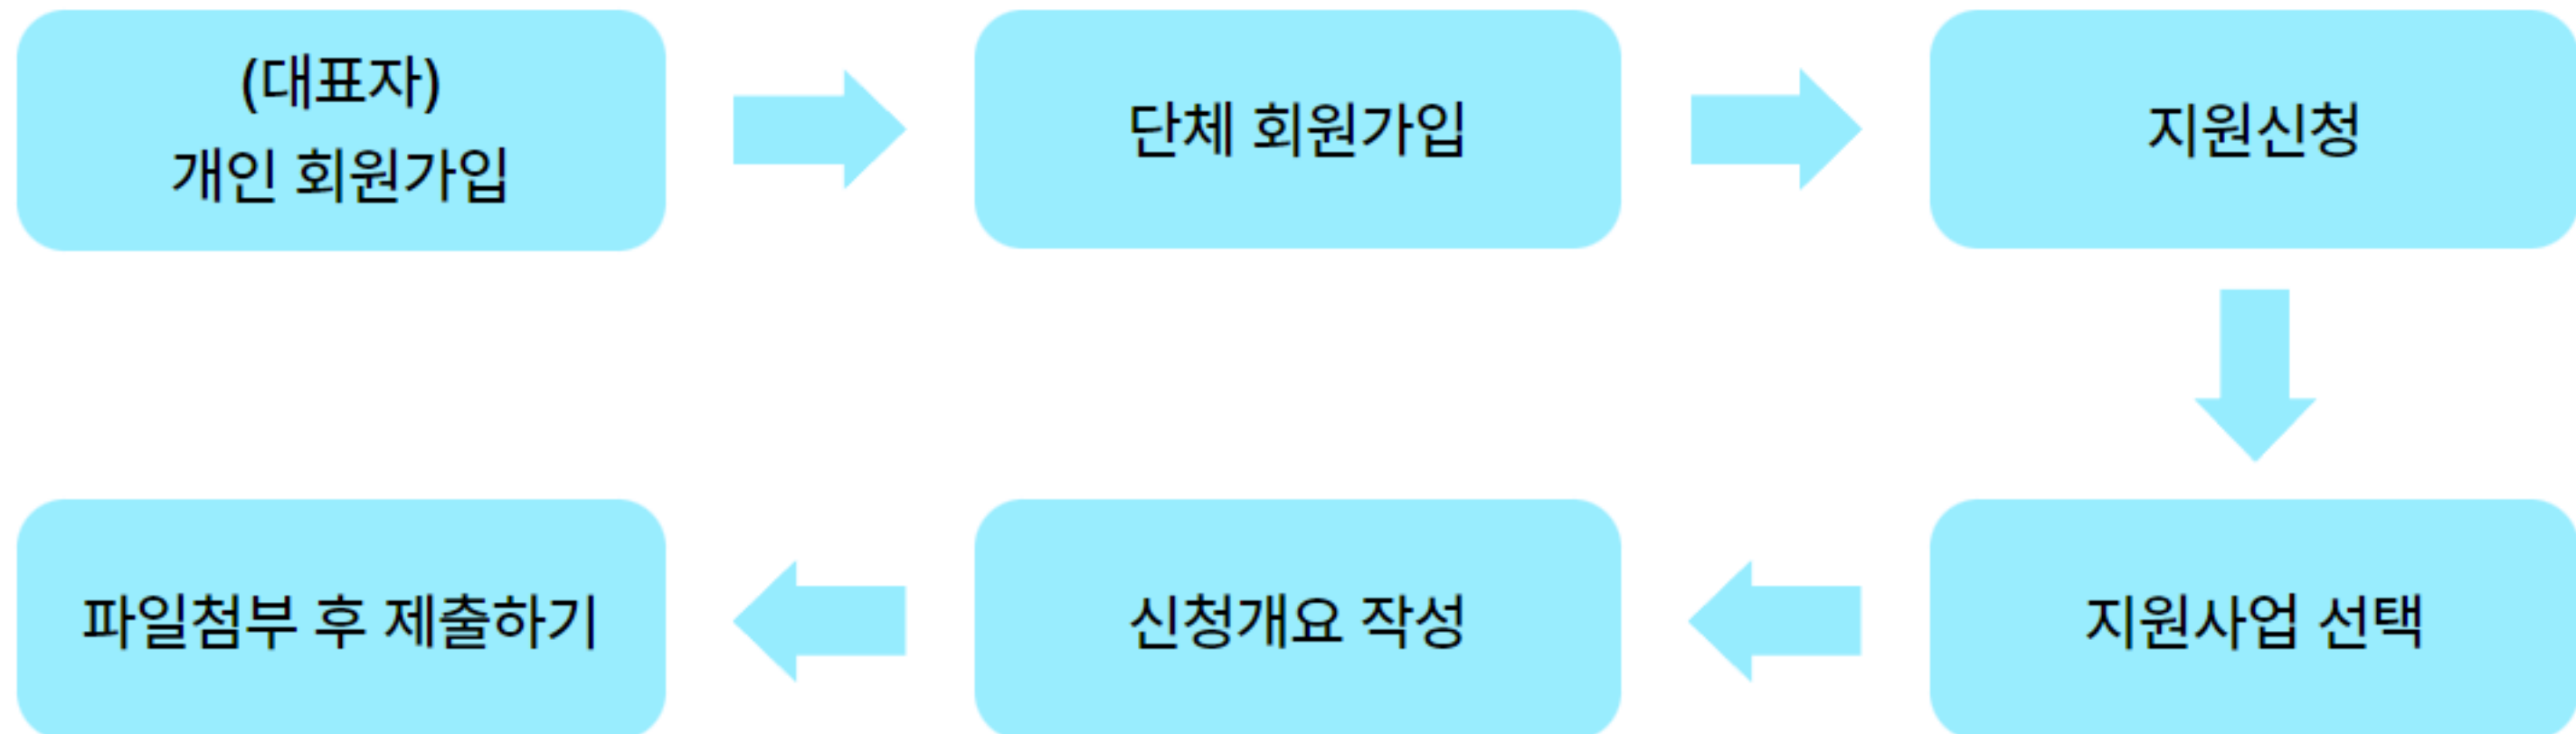 (대표자)
개인 회원가입
단체 회원가입
지원신청
지원사업 선택
신청개요 작성
파일첨부 후 제출하기